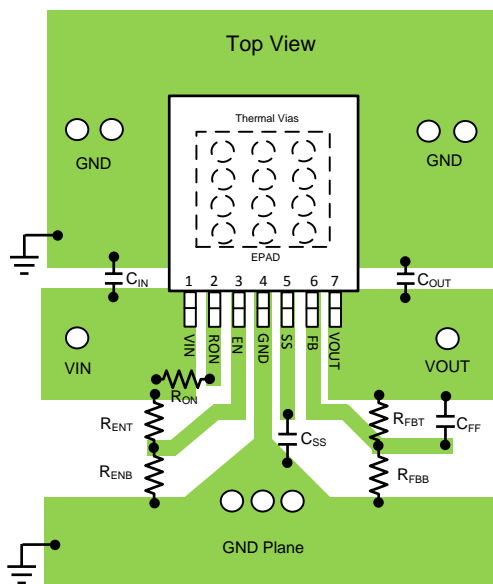 Top View
Thermal Vias
GND
GND
EPAD
CIN
1 2 3 4 5 6 7
COUT
VIN
RON
EN
GND
SS
FB
VOUT
VIN
VOUT
RON
RENT
RFBT
CFF
CSS
RENB
RFBB
GND Plane